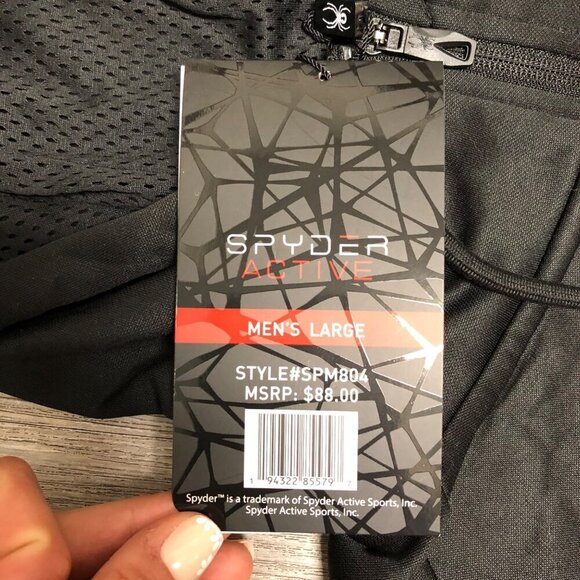 SPYDER
ACTIVE
MEN'S LARGE
STYLE#SPM804
MSRP: $88.00
1 94322 85579 7
Spyder™ is a trademark of Spyder Active Sports, Inc.
Spyder Active Sports, Inc.